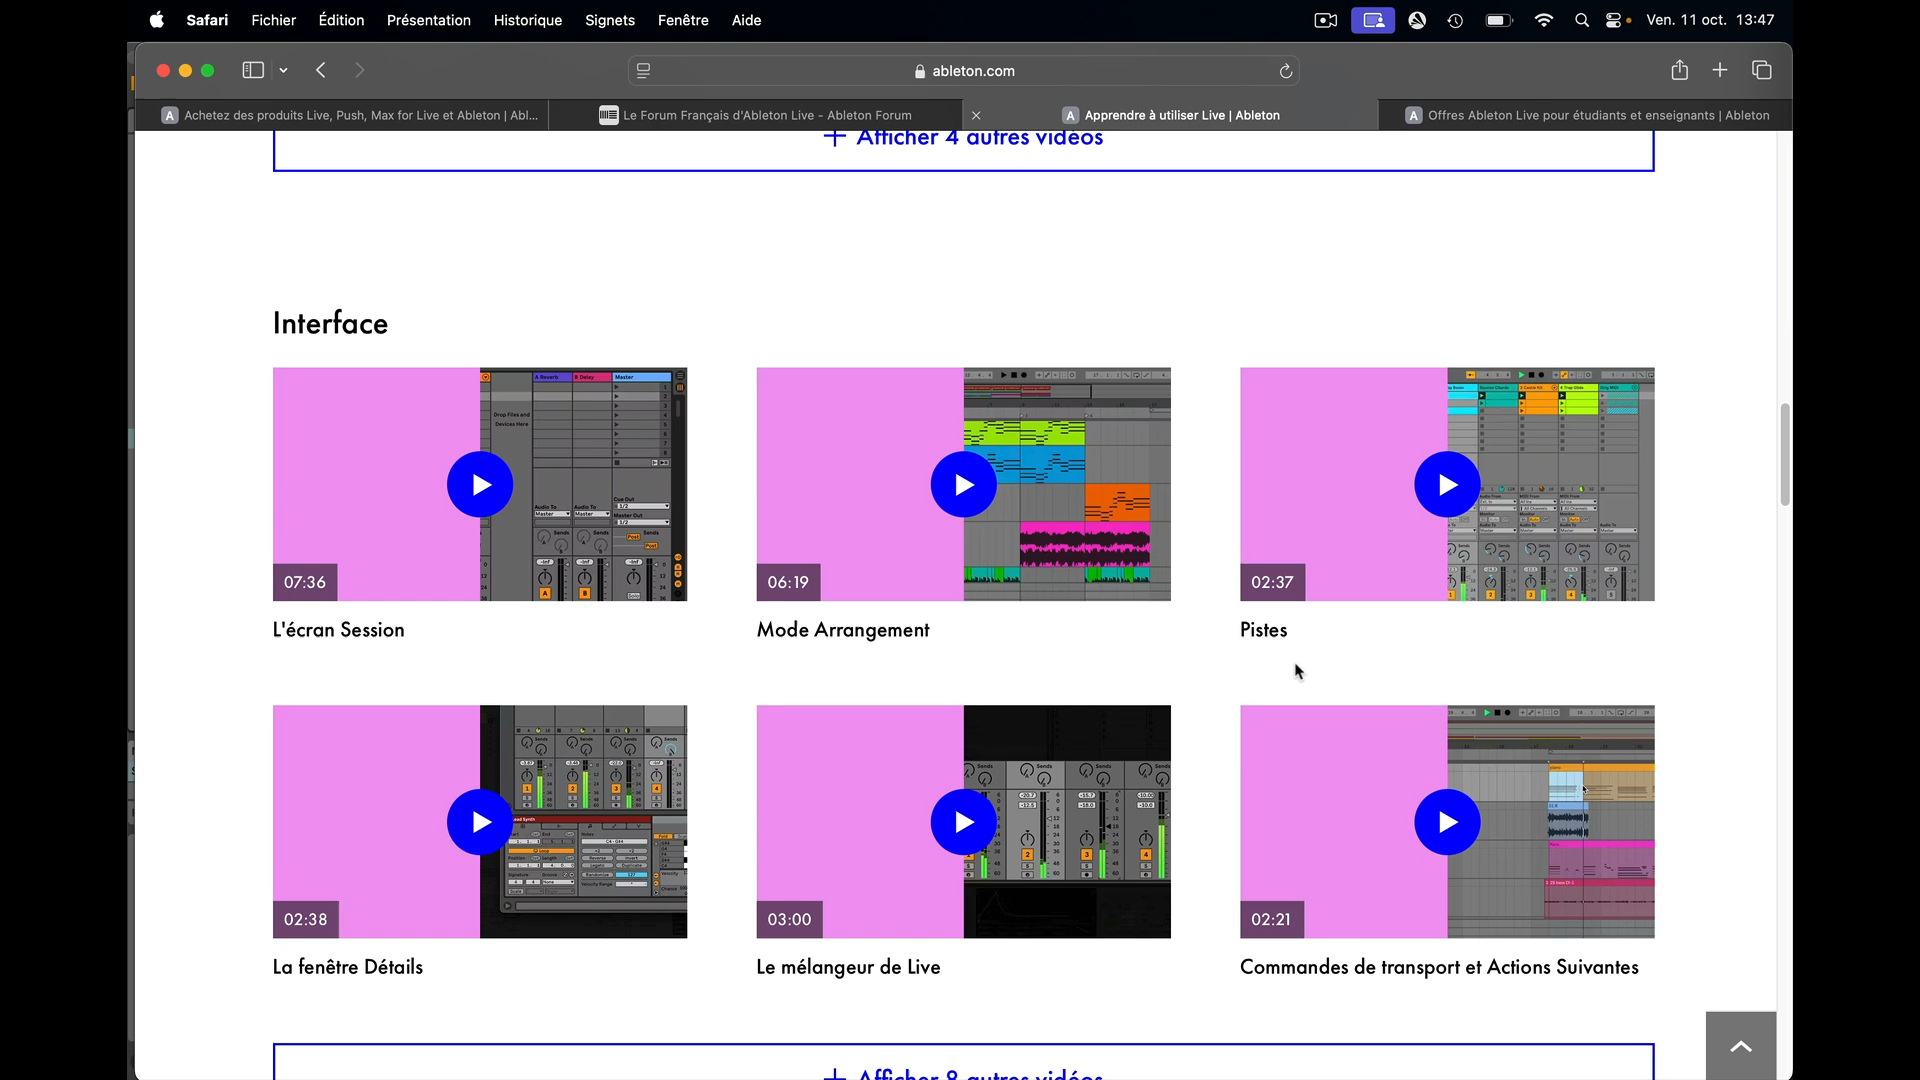 Safari Fichier Édition Présentation Historique Signets Fenêtre Aide Ven. 11 oct. 13:47
ableton.com
Achetez des produits Live, Push, Max for Live et Ableton | Abl...
Le Forum Français d'Ableton Live - Ableton Forum
Apprendre à utiliser Live | Ableton
Offres Ableton Live pour étudiants et enseignants | Ableton
+ Afficher 4 autres vidéos
Interface
07:36
06:19
02:37
L'écran Session
Mode Arrangement
Pistes
02:38
03:00
02:21
La fenêtre Détails
Le mélangeur de Live
Commandes de transport et Actions Suivantes
+ Afficher 8 autres vidéos